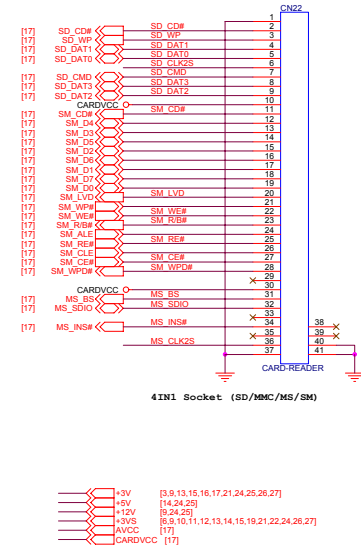 CN22
1
[17] SD_CD# SD_CD# 2
[17] SD_WP SD_WP 3
[17] SD_DAT1 SD_DAT1 4
[17] SD_DAT0 SD_DAT0 5
SD_CLK2S 6
[17] SD_CMD SD_CMD 7
[17] SD_DAT3 SD_DAT3 8
[17] SD_DAT2 SD_DAT2 9
CARDVCC 10
[17] SM_CD# SM_CD# 11
[17] SM_D4 12
[17] SM_D3 13
[17] SM_D5 14
[17] SM_D2 15
[17] SM_D6 16
[17] SM_D1 17
[17] SM_D7 18
[17] SM_D0 19
[17] SM_LVD SM_LVD 20
[17] SM_WP# 21
[17] SM_WE# SM_WE# 22
[17] SM_R/B# SM_R/B# 23
[17] SM_ALE 24
[17] SM_RE# SM_RE# 25
[17] SM_CLE 26
[17] SM_CE# SM_CE# 27
[17] SM_WPD# SM_WPD# 28
29
CARDVCC 30
[17] MS_BS MS_BS 31
[17] MS_SDIO MS_SDIO 32
33
[17] MS_INS# MS_INS# 34 38
35 39
MS_CLK2S 36 40
37 41
CARD-READER
4IN1 Socket (SD/MMC/MS/SM)
+3V [3,9,13,15,16,17,21,24,25,26,27]
+5V [14,24,25]
+12V [9,24,25]
+3VS [6,9,10,11,12,13,14,15,19,21,22,24,26,27]
AVCC [17]
CARDVCC [17]